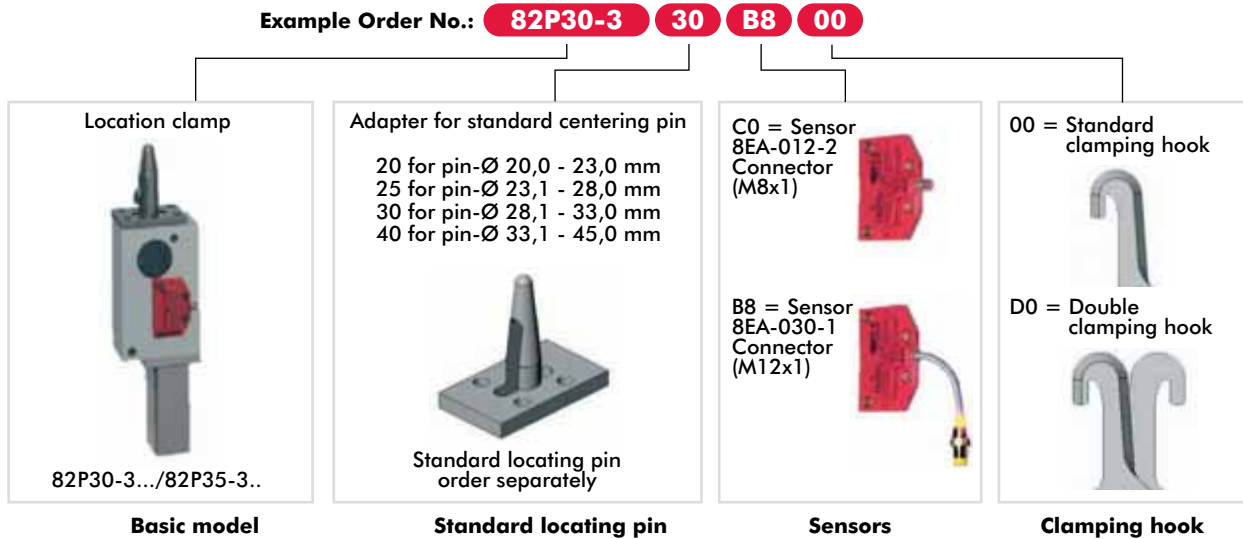 Example Order No.: 82P30-3 30 B8 00
Location clamp
82P30-3.../82P35-3..
Basic model
Adapter for standard centering pin
20 for pin-Ø 20,0 - 23,0 mm
25 for pin-Ø 23,1 - 28,0 mm
30 for pin-Ø 28,1 - 33,0 mm
40 for pin-Ø 33,1 - 45,0 mm
Standard locating pin
order separately
Standard locating pin
C0 = Sensor
8EA-012-2
Connector
(M8x1)
B8 = Sensor
8EA-030-1
Connector
(M12x1)
Sensors
00 = Standard
clamping hook
D0 = Double
clamping hook
Clamping hook